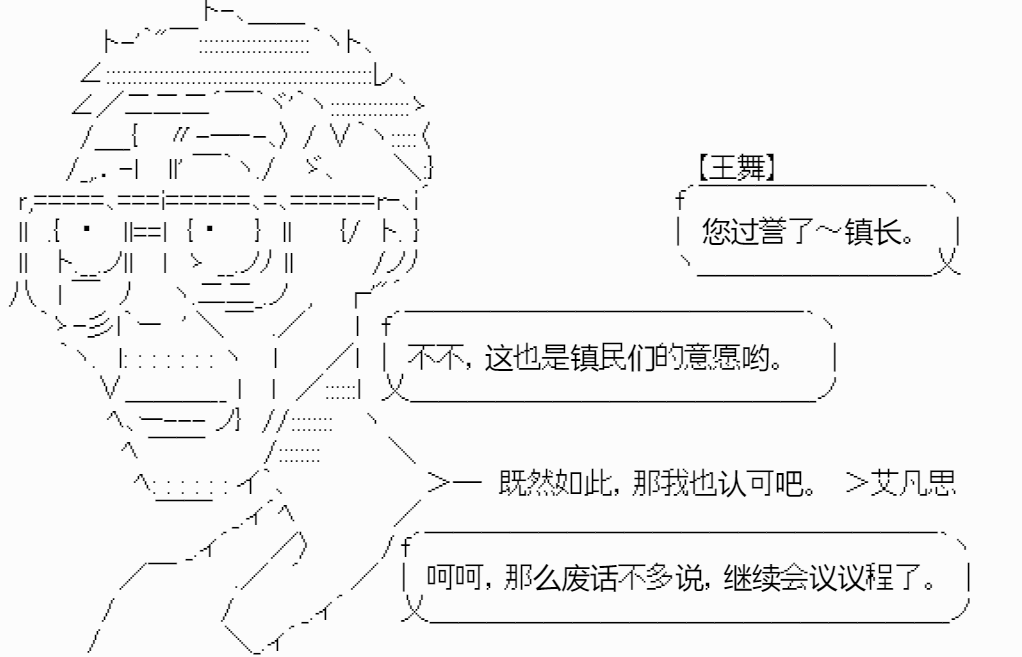 【王舞】
您过誉了～镇长。
不不，这也是镇民们的意愿哟。
＞━ 既然如此，那我也认可吧。 ＞艾凡思
呵呵，那么废话不多说，继续会议议程了。